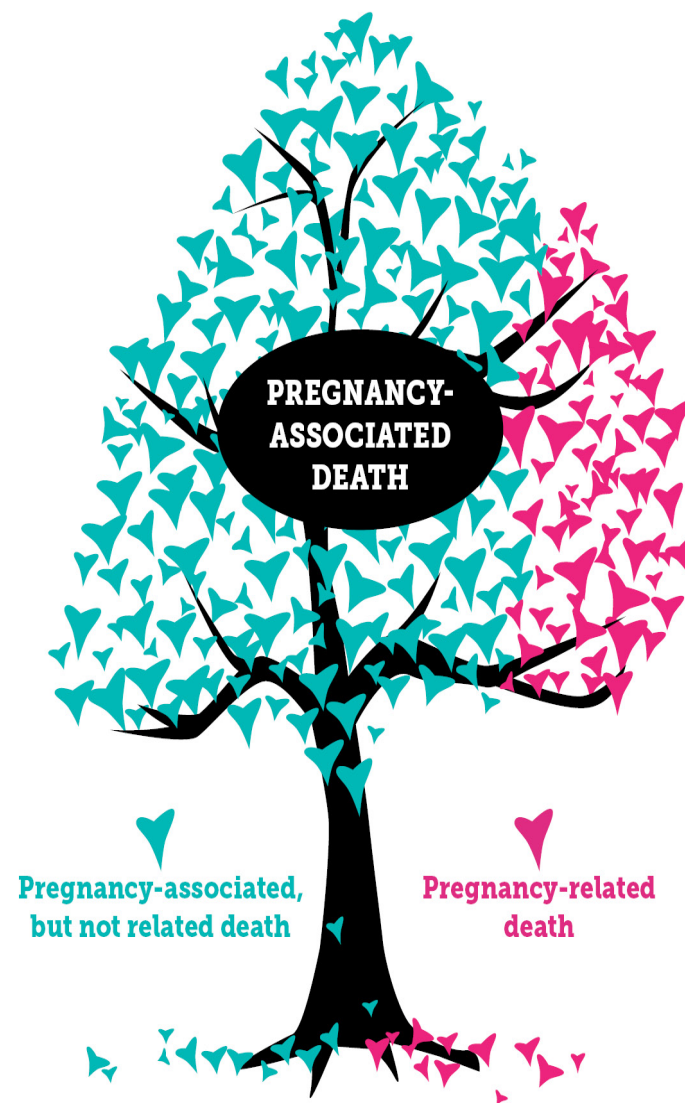 PREGNANCY-
ASSOCIATED
DEATH
Pregnancy-associated,
but not related death
Pregnancy-related
death